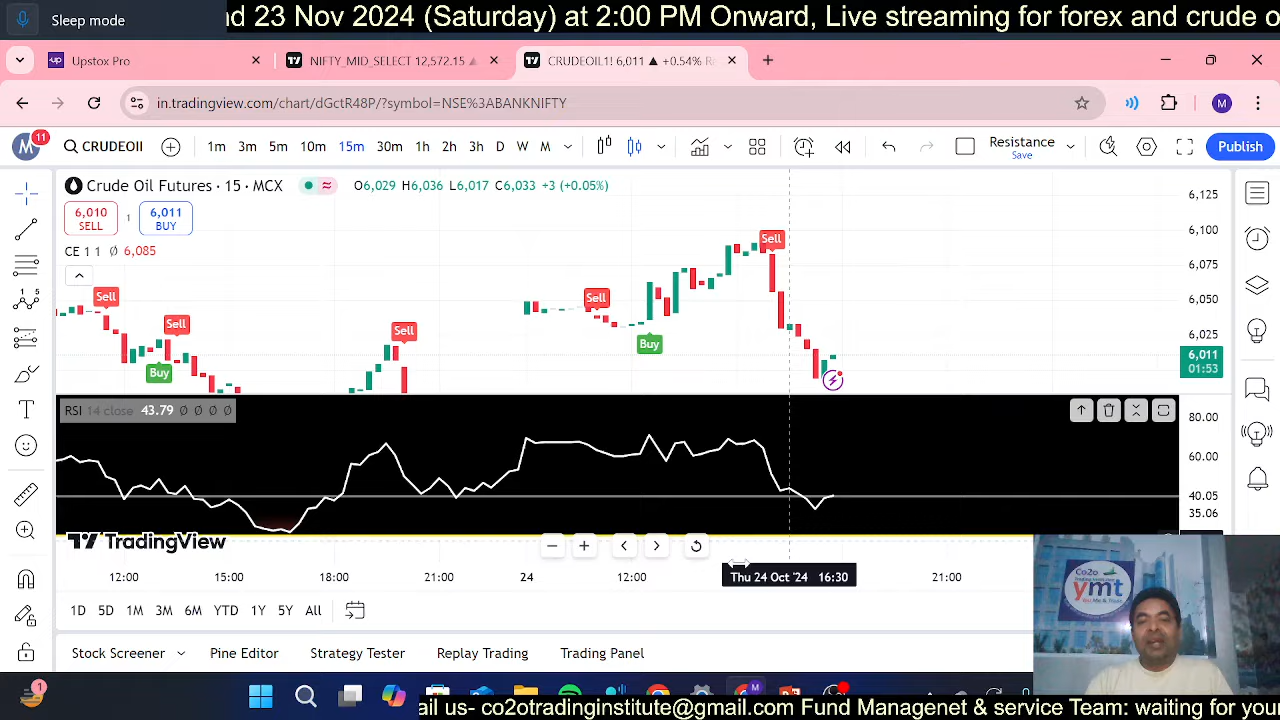 Sleep mode
nd 23 Nov 2024 (Saturday) at 2:00 PM Onward, Live streaming for forex and crude o
Upstox Pro
NIFTY_MID_SELECT 12,572.15 ▲
CRUDEOIL1! 6,011 ▲ +0.54% R
in.tradingview.com/chart/dGctR48P/?symbol=NSE%3ABANKNIFTY
M
M 11
CRUDEOI
1m 3m 5m 10m 15m 30m 1h 2h 3h D W M
Resistance
Save
Publish
Crude Oil Futures · 15 · MCX
O6,029 H6,036 L6,017 C6,033 +3 (+0.05%)
6,010
SELL
1
6,011
BUY
CE 1 1 Ø 6,085
Sell
Sell
Buy
Sell
Sell
Buy
Sell
6,125
6,100
6,075
6,050
6,025
6,011
01:53
RSI 14 close 43.79 Ø Ø Ø Ø
80.00
60.00
40.05
35.06
TradingView
12:00 15:00 18:00 21:00 24 12:00 Thu 24 Oct '24 16:30 21:00
1D 5D 1M 3M 6M YTD 1Y 5Y All
Stock Screener Pine Editor Strategy Tester Replay Trading Trading Panel
Co2o
ymt
1
M
ail us- co2otradinginstitute@gmail.com Fund Managenet & service Team: waiting for your